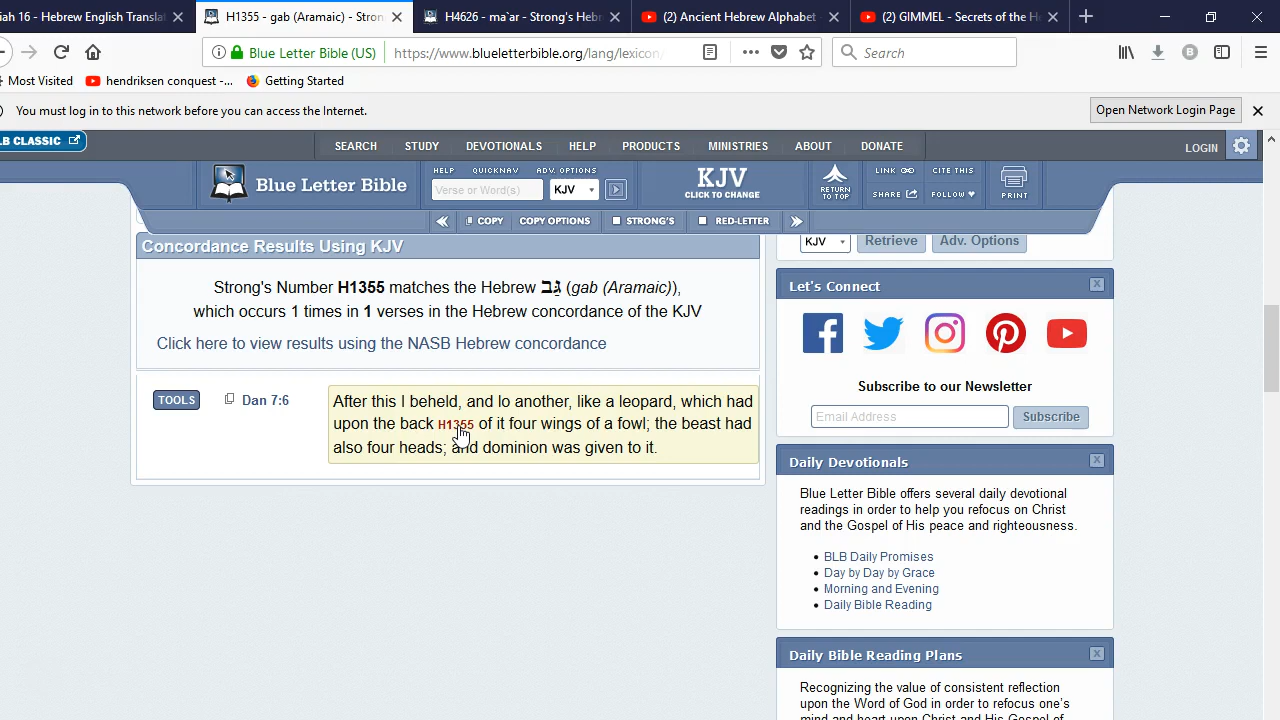 iah 16 - Hebrew English Translat
H1355 - gab (Aramaic) - Stron
H4626 - ma`ar - Strong's Hebr
(2) Ancient Hebrew Alphabet -
(2) GIMMEL - Secrets of the H
Blue Letter Bible (US)
https://www.blueletterbible.org/lang/lexicon
Search
Most Visited
hendriksen conquest -...
Getting Started
You must log in to this network before you can access the Internet.
Open Network Login Page
LB CLASSIC
SEARCH STUDY DEVOTIONALS HELP PRODUCTS MINISTRIES ABOUT DONATE
LOGIN
Blue Letter Bible
HELP QUICKNAV ADV. OPTIONS
Verse or Word(s)
KJV
KJV
CLICK TO CHANGE
RETURN
TO TOP
LINK CITE THIS
SHARE FOLLOW
PRINT
COPY COPY OPTIONS STRONG'S RED-LETTER
Concordance Results Using KJV
Strong's Number H1355 matches the Hebrew גַּב (gab (Aramaic)),
which occurs 1 times in 1 verses in the Hebrew concordance of the KJV
Click here to view results using the NASB Hebrew concordance
TOOLS
Dan 7:6
After this I beheld, and lo another, like a leopard, which had
upon the back H1355 of it four wings of a fowl; the beast had
also four heads; and dominion was given to it.
KJV
Retrieve
Adv. Options
Let's Connect
X
Subscribe to our Newsletter
Email Address
Subscribe
Daily Devotionals
X
Blue Letter Bible offers several daily devotional
readings in order to help you refocus on Christ
and the Gospel of His peace and righteousness.
• BLB Daily Promises
• Day by Day by Grace
• Morning and Evening
• Daily Bible Reading
Daily Bible Reading Plans
X
Recognizing the value of consistent reflection
upon the Word of God in order to refocus one's
mind and heart upon Christ and His Gospel of